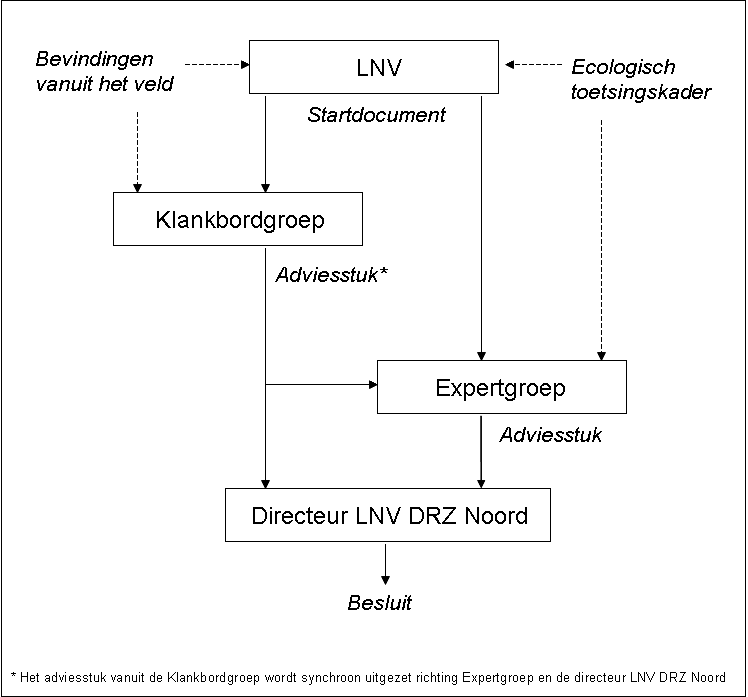 Bevindingen
vanuit het veld
LNV
Ecologisch
toetsingskader
Startdocument
Klankbordgroep
Adviesstuk*
Expertgroep
Adviesstuk
Directeur LNV DRZ Noord
Besluit
* Het adviesstuk vanuit de Klankbordgroep wordt synchroon uitgezet richting Expertgroep en de directeur LNV DRZ Noord